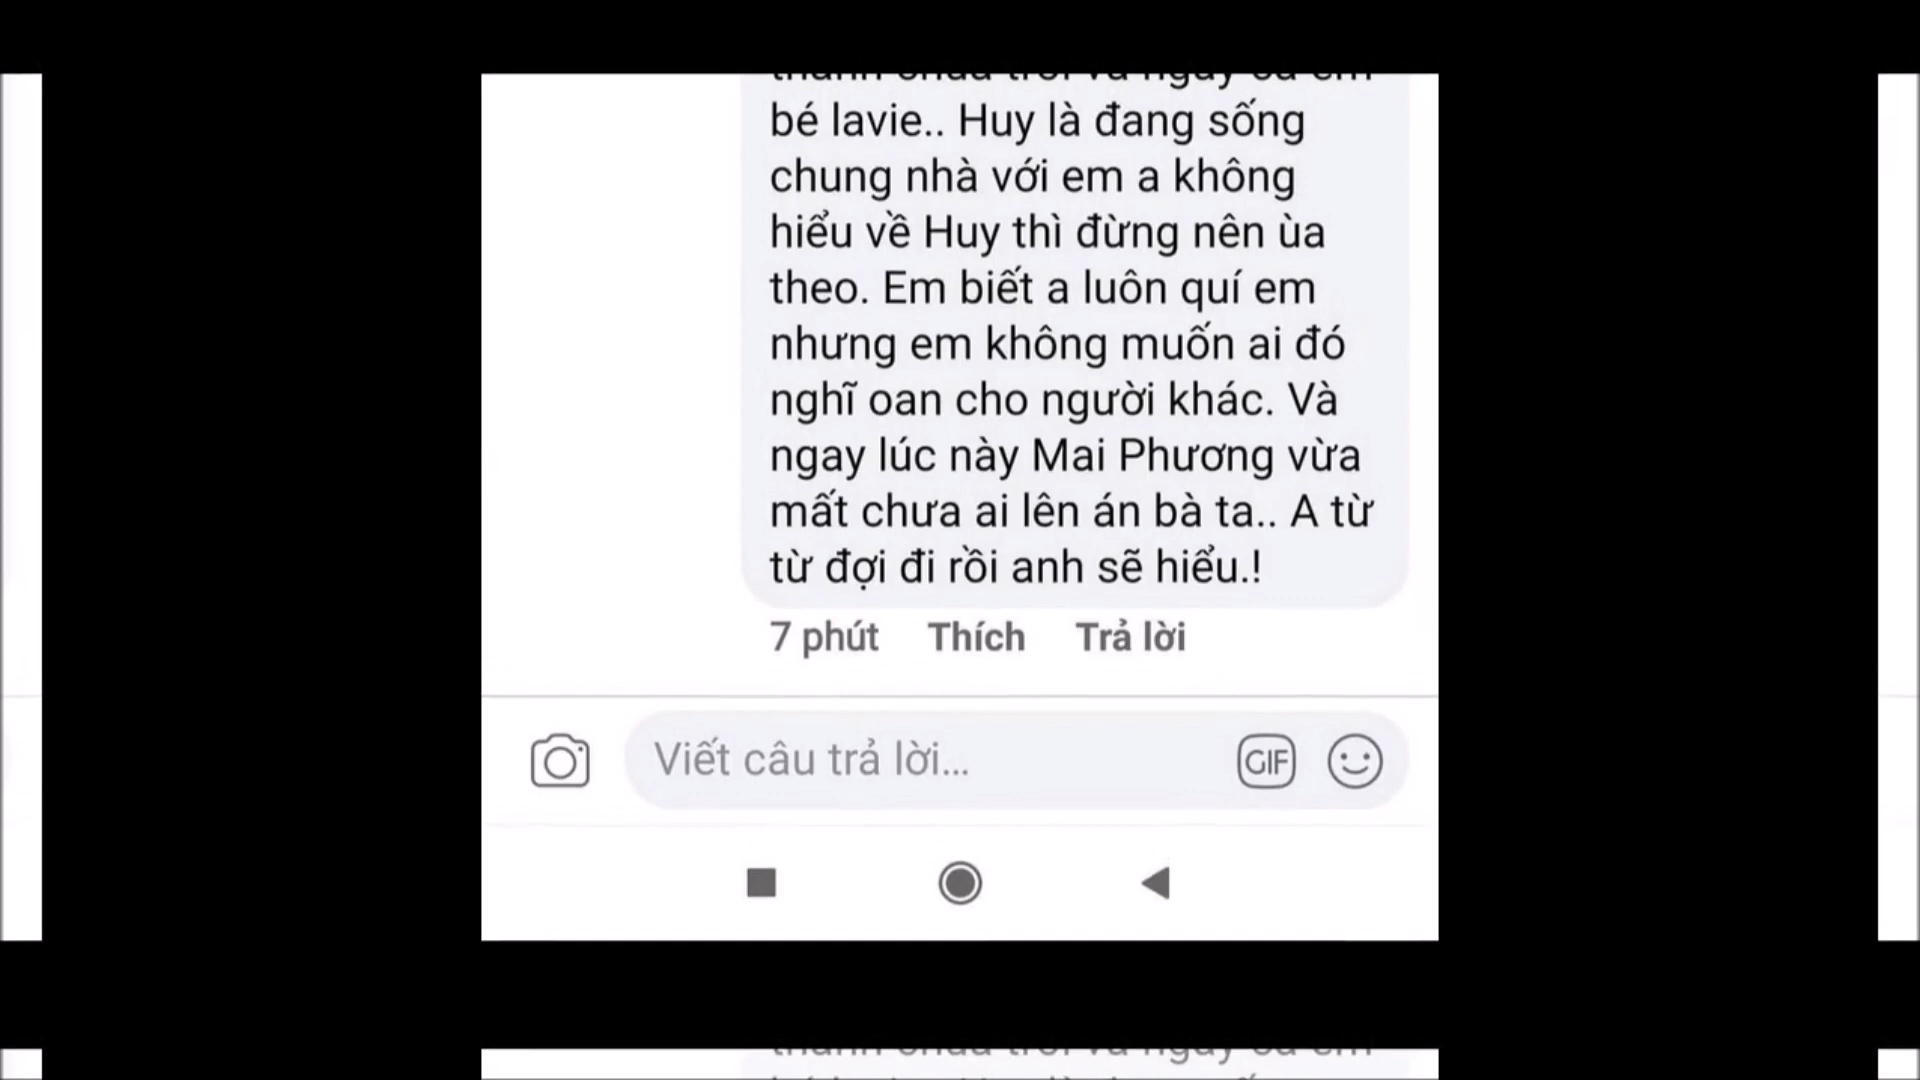 bé lavie.. Huy là đang sống
chung nhà với em a không
hiểu về Huy thì đừng nên ùa
theo. Em biết a luôn quí em
nhưng em không muốn ai đó
nghĩ oan cho người khác. Và
ngay lúc này Mai Phương vừa
mất chưa ai lên án bà ta.. A từ
từ đợi đi rồi anh sẽ hiểu.!
7 phút Thích Trả lời
Viết câu trả lời... GIF